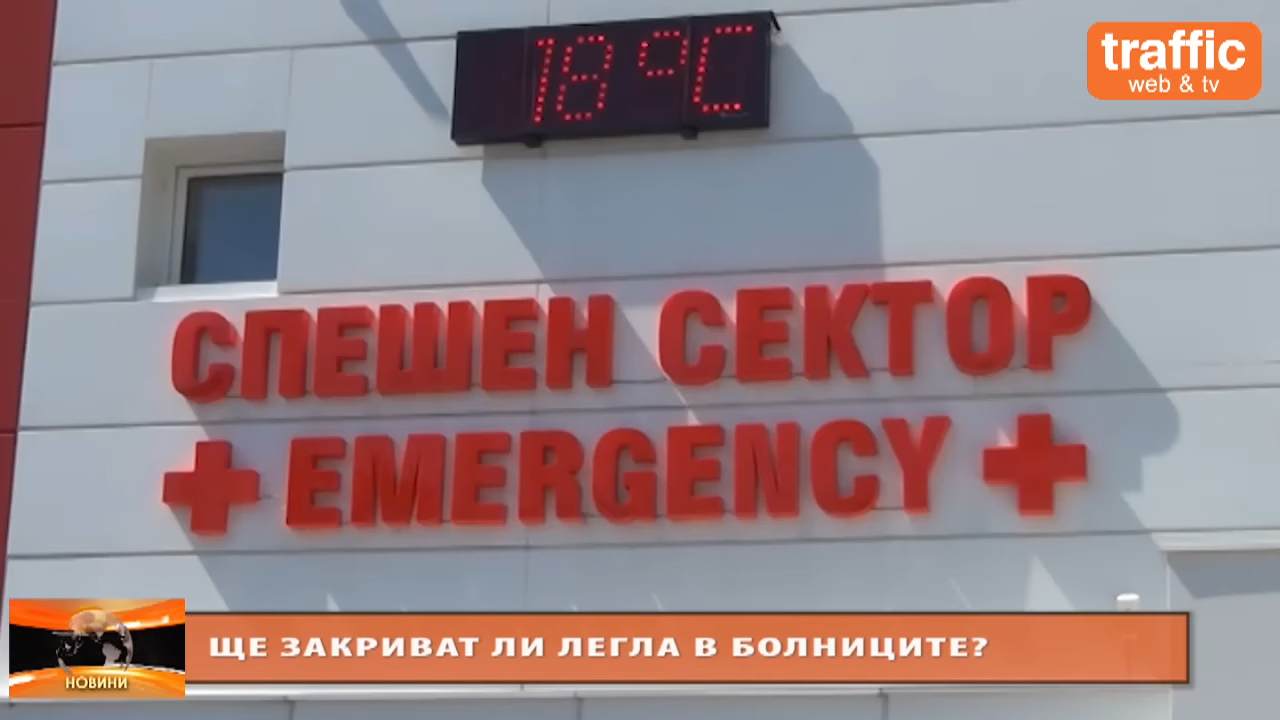 18 °C
traffic
web & tv
СПЕШЕН СЕКТОР
+ EMERGENCY +
ЩЕ ЗАКРИВАТ ЛИ ЛЕГЛА В БОЛНИЦИТЕ?
НОВИНИ